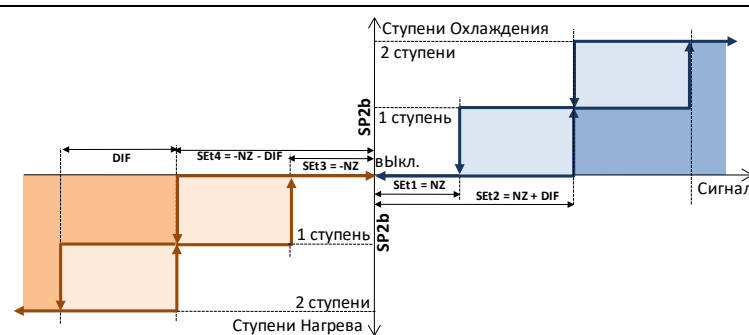 Ступени Охлаждения
2 ступени
1 ступень
SP2b
DIF
SEt4 = -NZ - DIF
SEt3 = -NZ
вЫкл.
SEt1 = NZ
SEt2 = NZ + DIF
Сигнал
SP2b
1 ступень
2 ступени
Ступени Нагрева